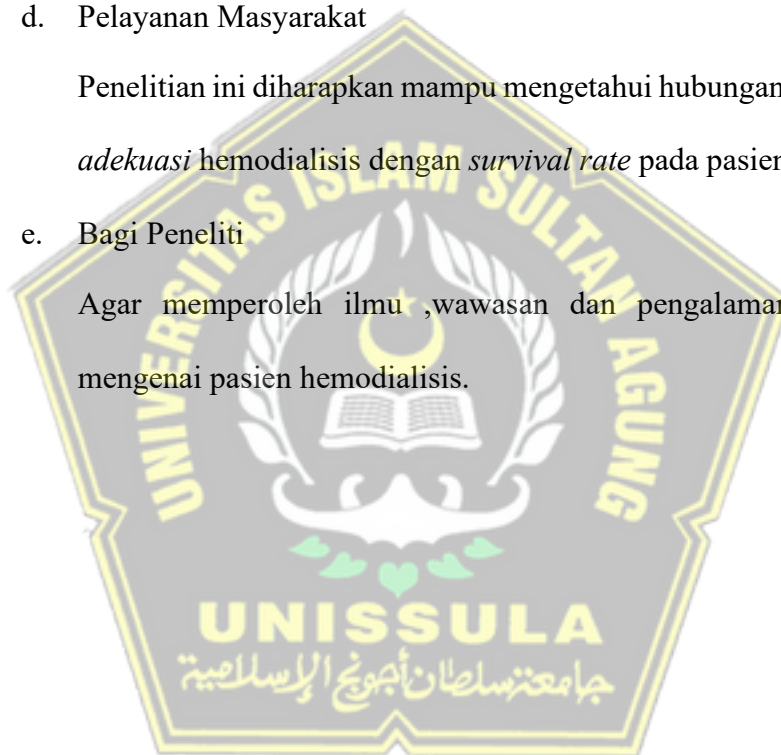 d. Pelayanan Masyarakat
Penelitian ini diharapkan mampu mengetahui hubungan
adekuasi hemodialisis dengan survival rate pada pasien
e. Bagi Peneliti
Agar memperoleh ilmu ,wawasan dan pengalaman
mengenai pasien hemodialisis.
UNIVERSITAS ISLAM SULTAN AGUNG
UNISSULA
جامعة سلطان أجونج الإسلامية